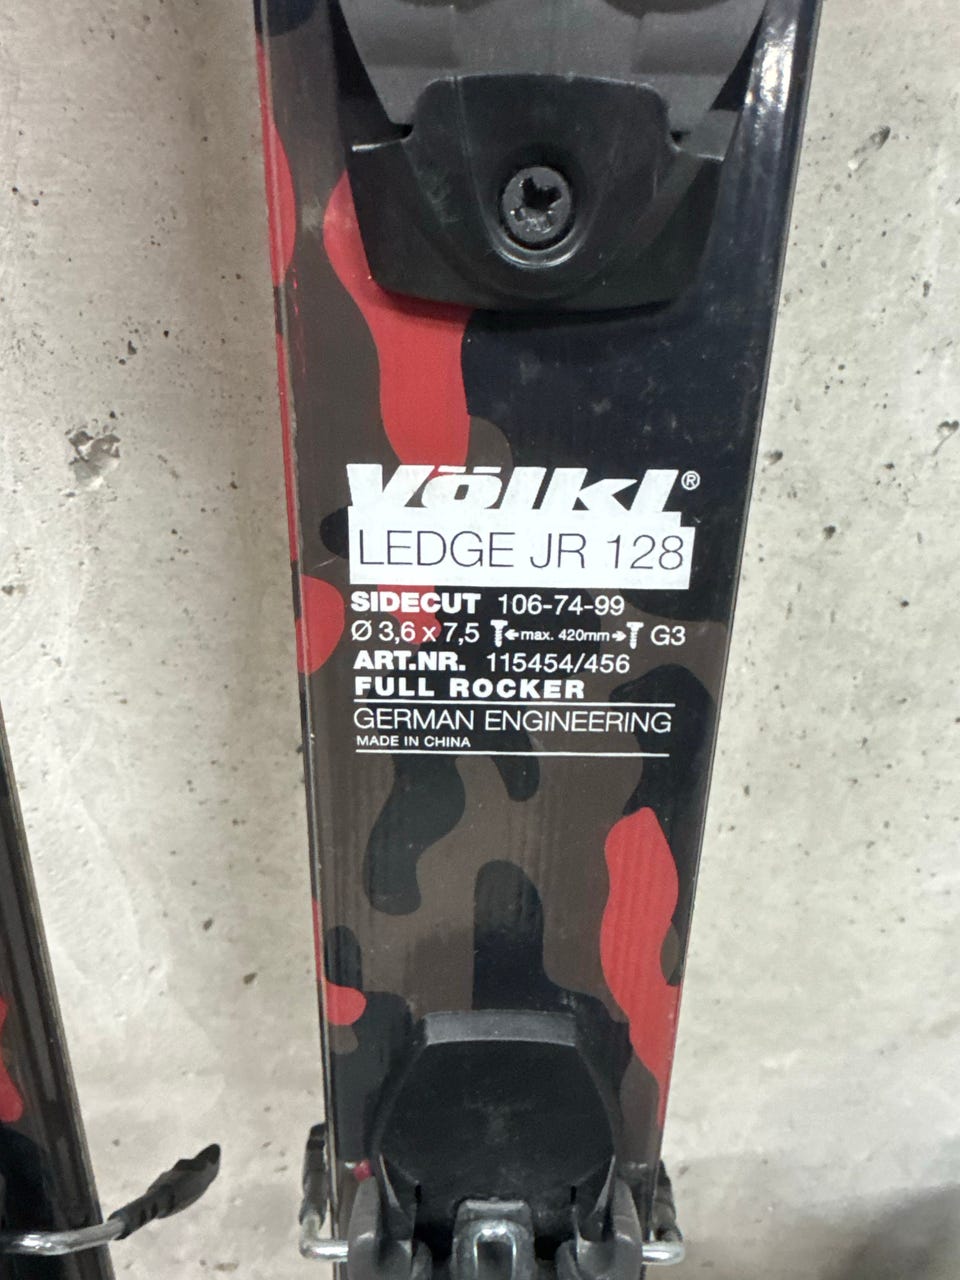 Völkl®
LEDGE JR 128
SIDECUT 106-74-99
Ø 3,6 x 7,5 max. 420mm G3
ART.NR. 115454/456
FULL ROCKER
GERMAN ENGINEERING
MADE IN CHINA